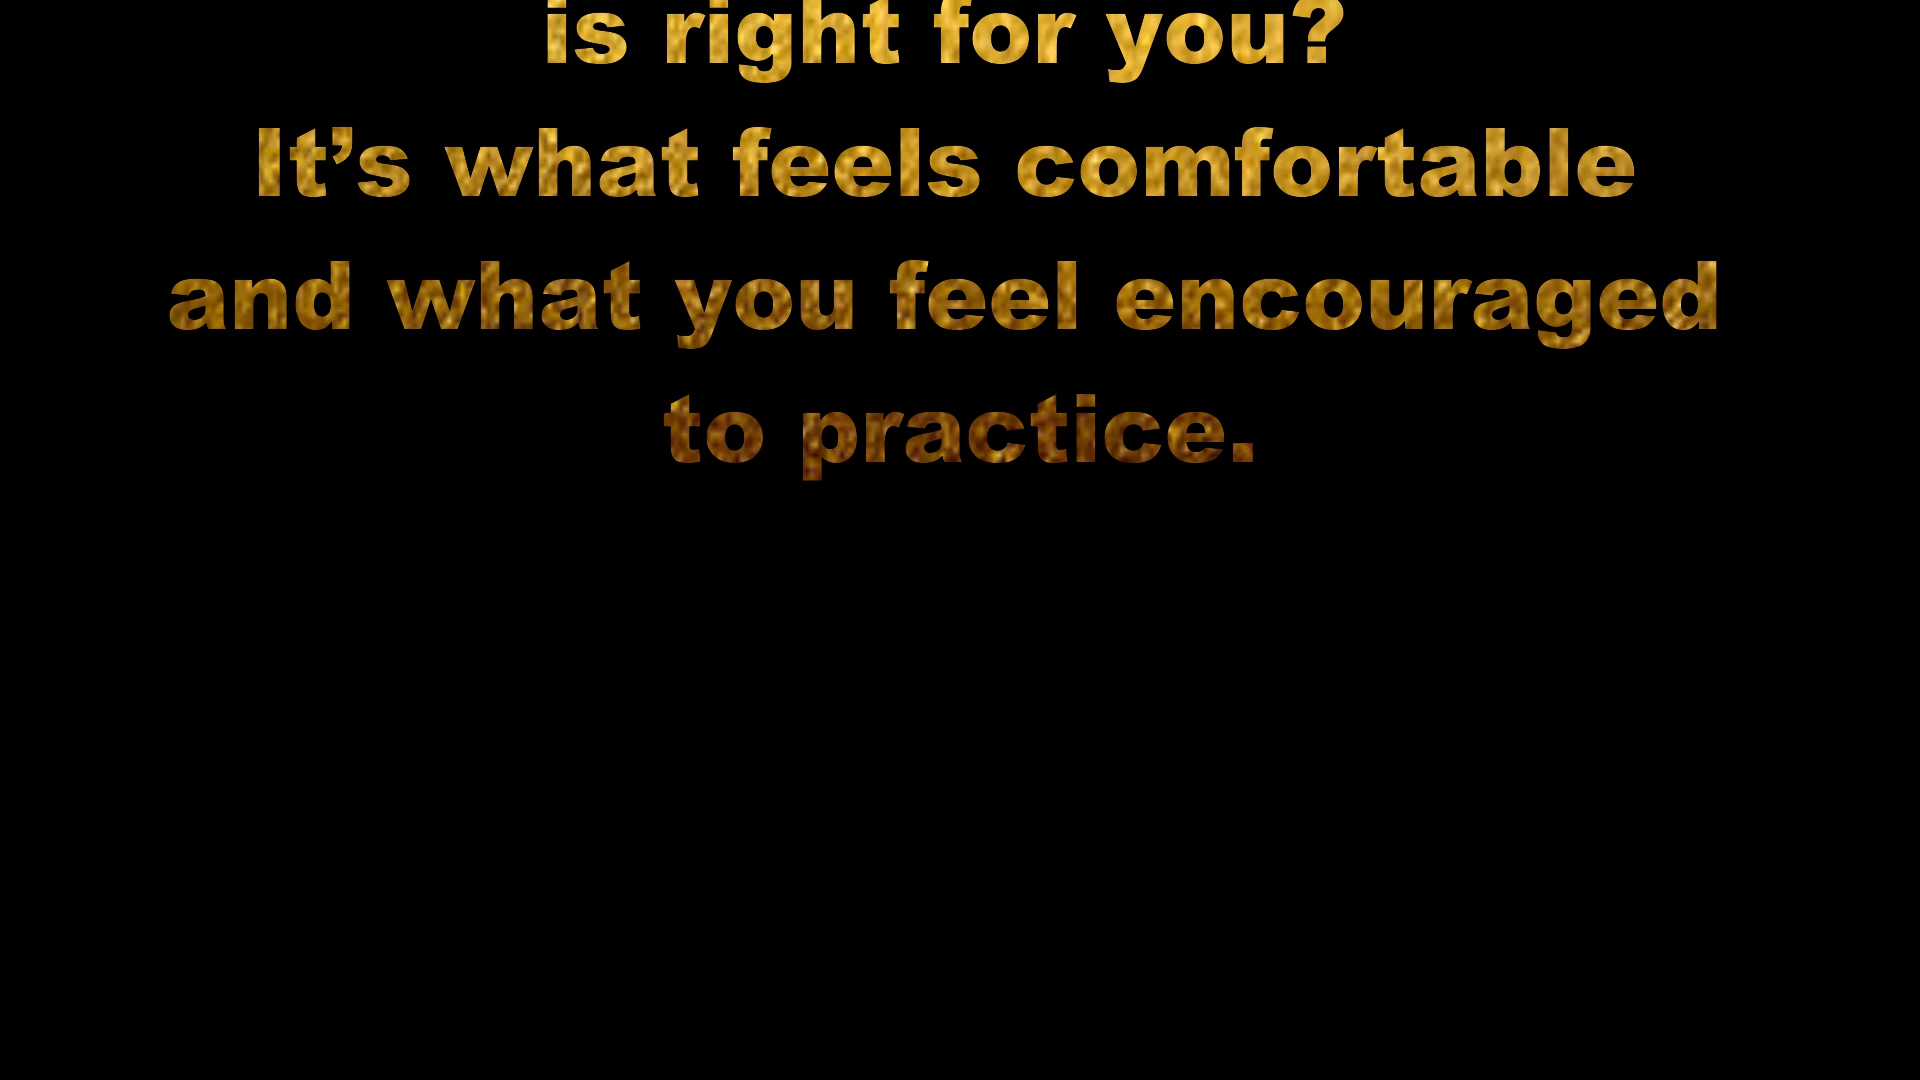 is right for you?
It’s what feels comfortable
and what you feel encouraged
to practice.